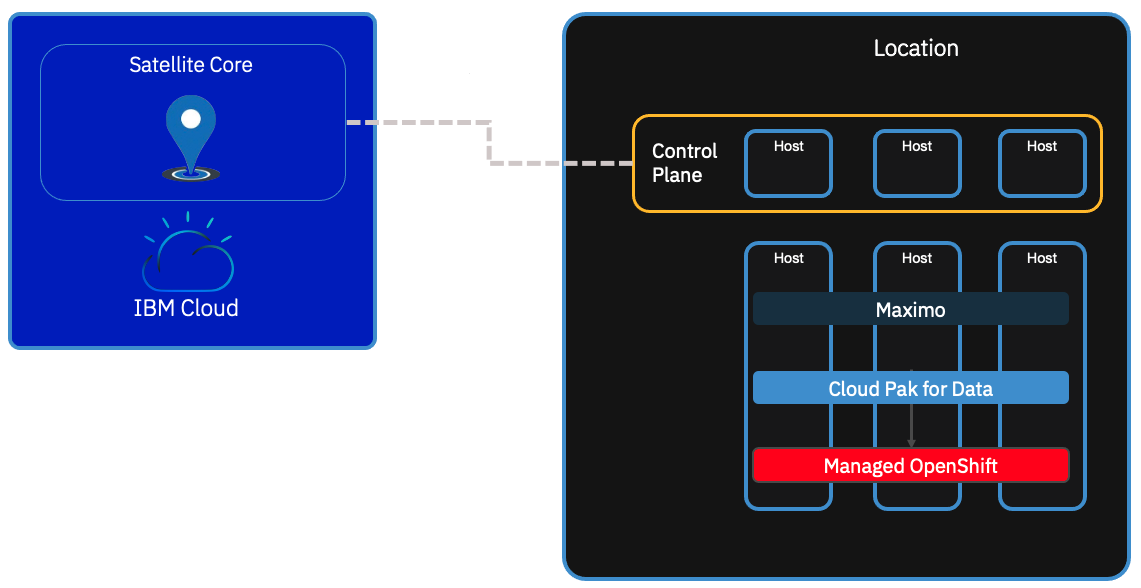 Satellite Core
IBM Cloud
Location
Control
Plane
Host
Host
Host
Host
Host
Host
Maximo
Cloud Pak for Data
Managed OpenShift